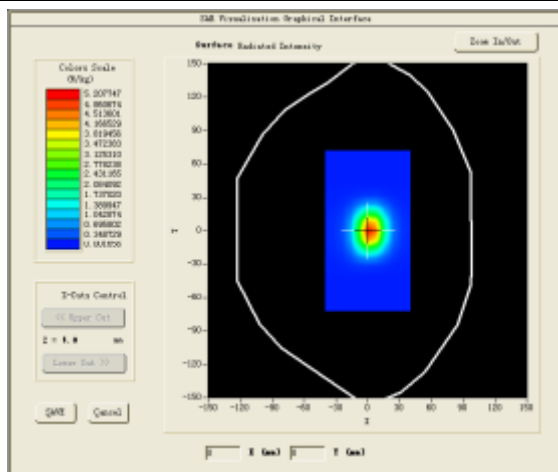 SAR Visualisation Graphical Interface
Surface Radiated Intensity
Zoom In/Out
Colors Scale
(W/kg)
5.207747
4.860674
4.513601
4.166529
3.819456
3.472383
3.125310
2.778238
2.431165
2.084092
1.737020
1.389947
1.042874
0.695802
0.348729
0.001656
150
120
90
60
30
0
-30
-60
-90
-120
-150
Y
-150 -120 -90 -60 -30 0 30 60 90 120 150
X
Z-Data Control
<< Upper Cut
mm
Lower Cut >>
SAVE
Cancel
X (mm)
Y (mm)